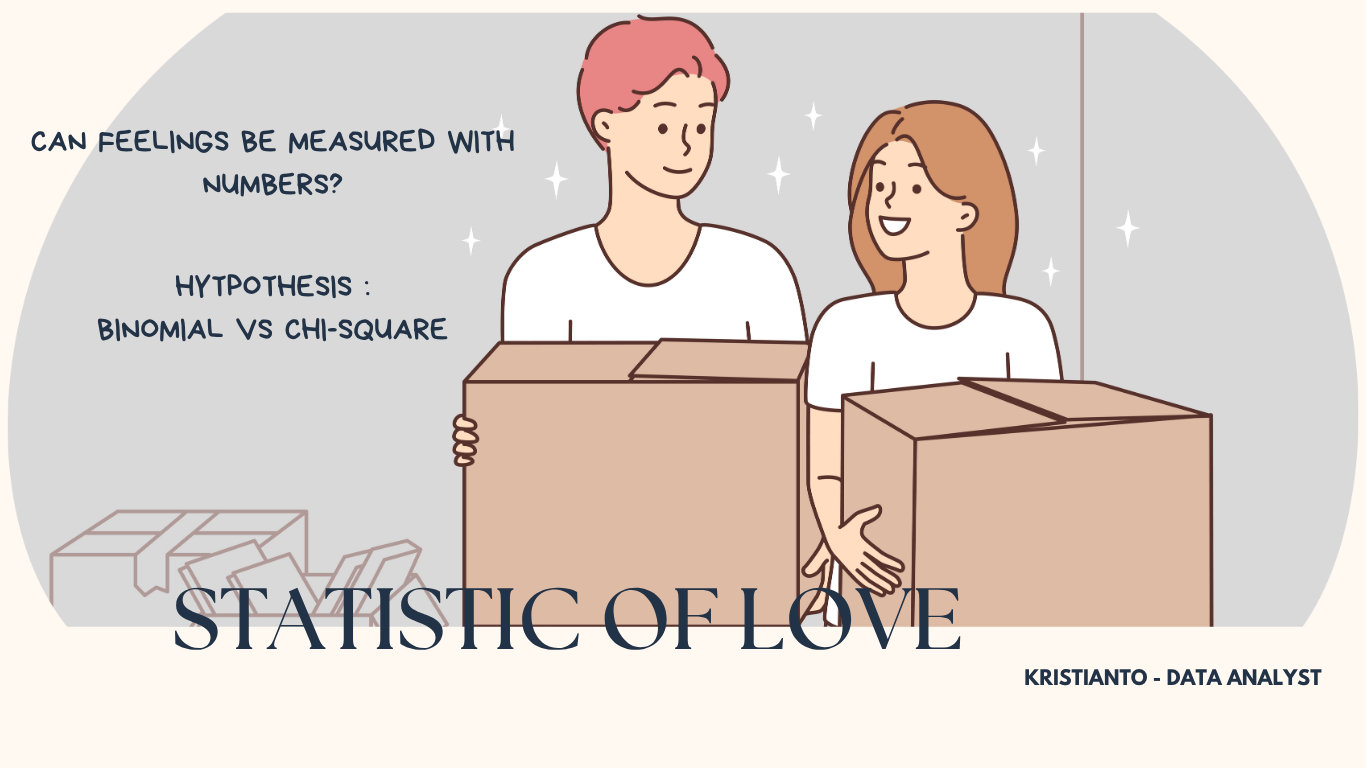 CAN FEELINGS BE MEASURED WITH
NUMBERS?
HYTPOTHESIS :
BINOMIAL VS CHI-SQUARE
STATISTIC OF LOVE
KRISTIANTO - DATA ANALYST